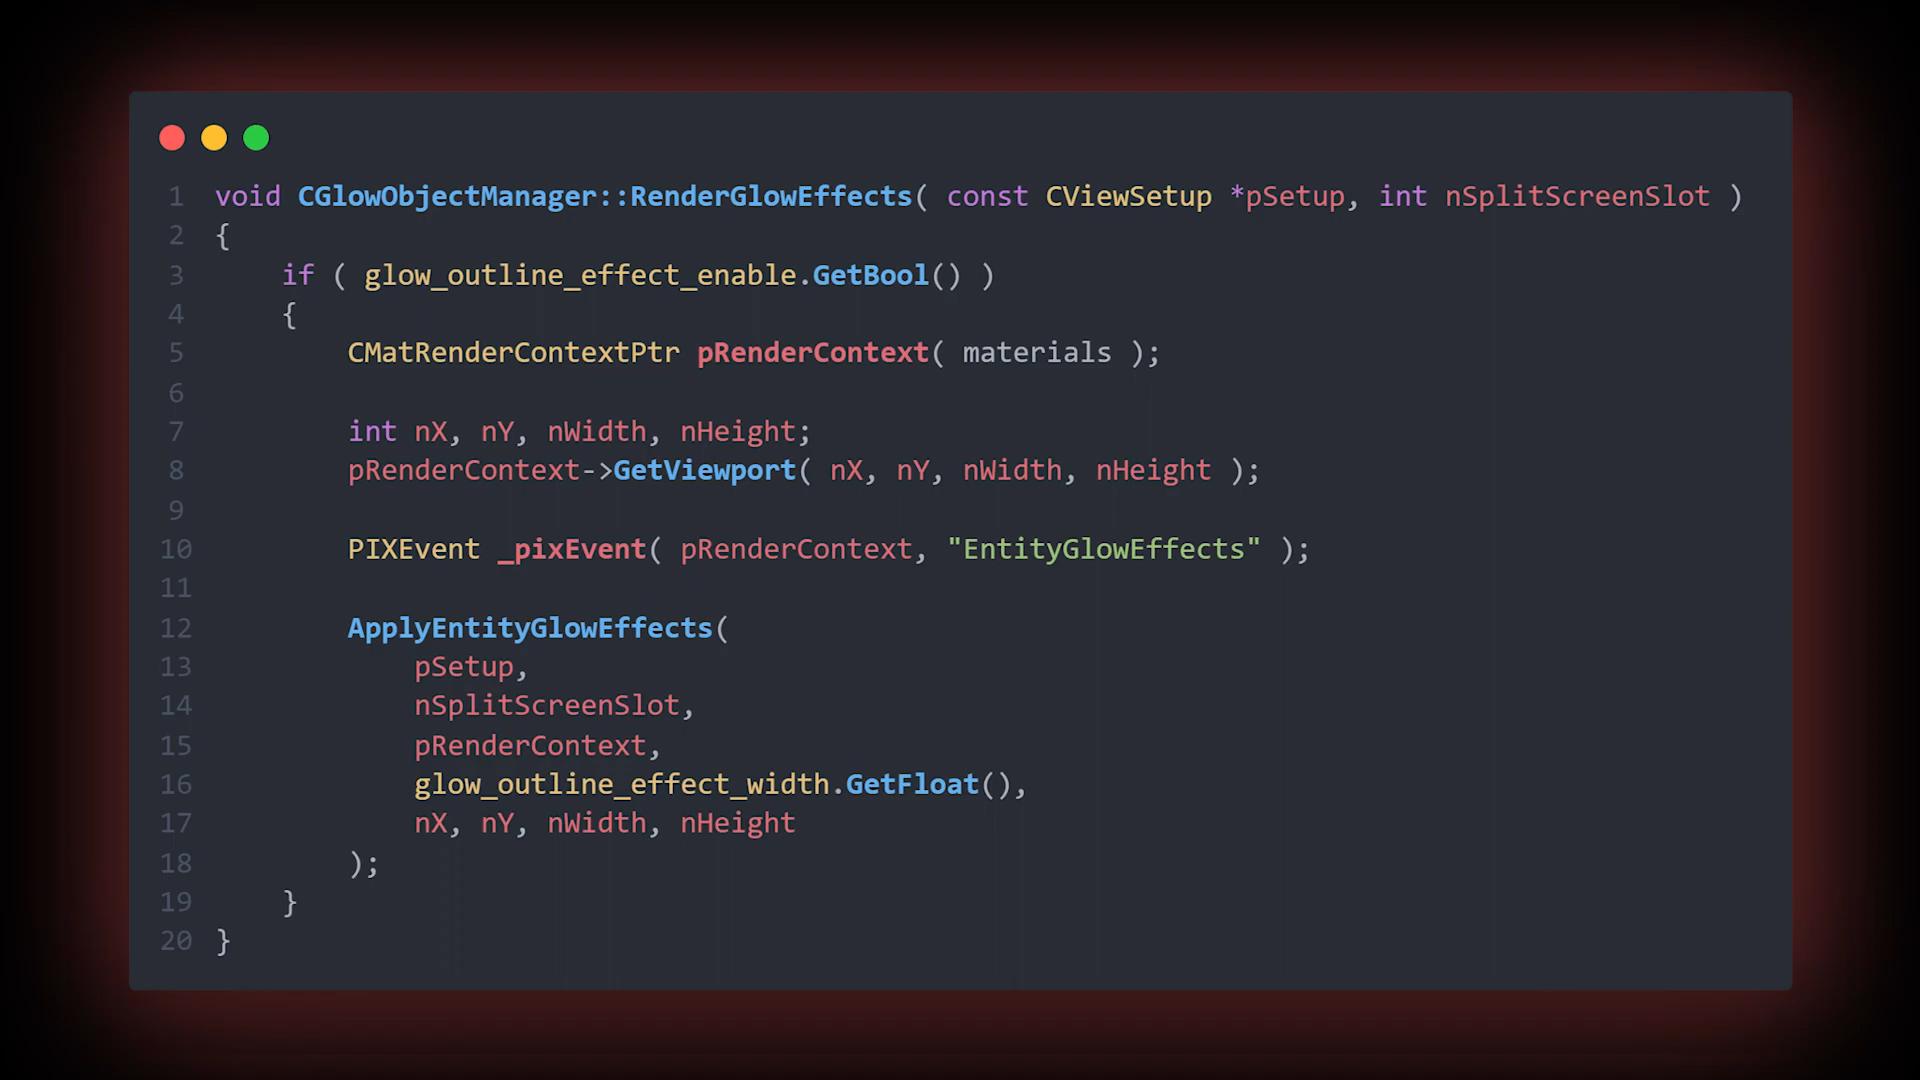 1 void CGlowObjectManager::RenderGlowEffects( const CViewSetup *pSetup, int nSplitScreenSlot )
2 {
3     if ( glow_outline_effect_enable.GetBool() )
4     {
5         CMatRenderContextPtr pRenderContext( materials );
6
7         int nX, nY, nWidth, nHeight;
8         pRenderContext->GetViewport( nX, nY, nWidth, nHeight );
9
10         PIXEvent _pixEvent( pRenderContext, "EntityGlowEffects" );
11
12         ApplyEntityGlowEffects(
13             pSetup,
14             nSplitScreenSlot,
15             pRenderContext,
16             glow_outline_effect_width.GetFloat(),
17             nX, nY, nWidth, nHeight
18         );
19     }
20 }